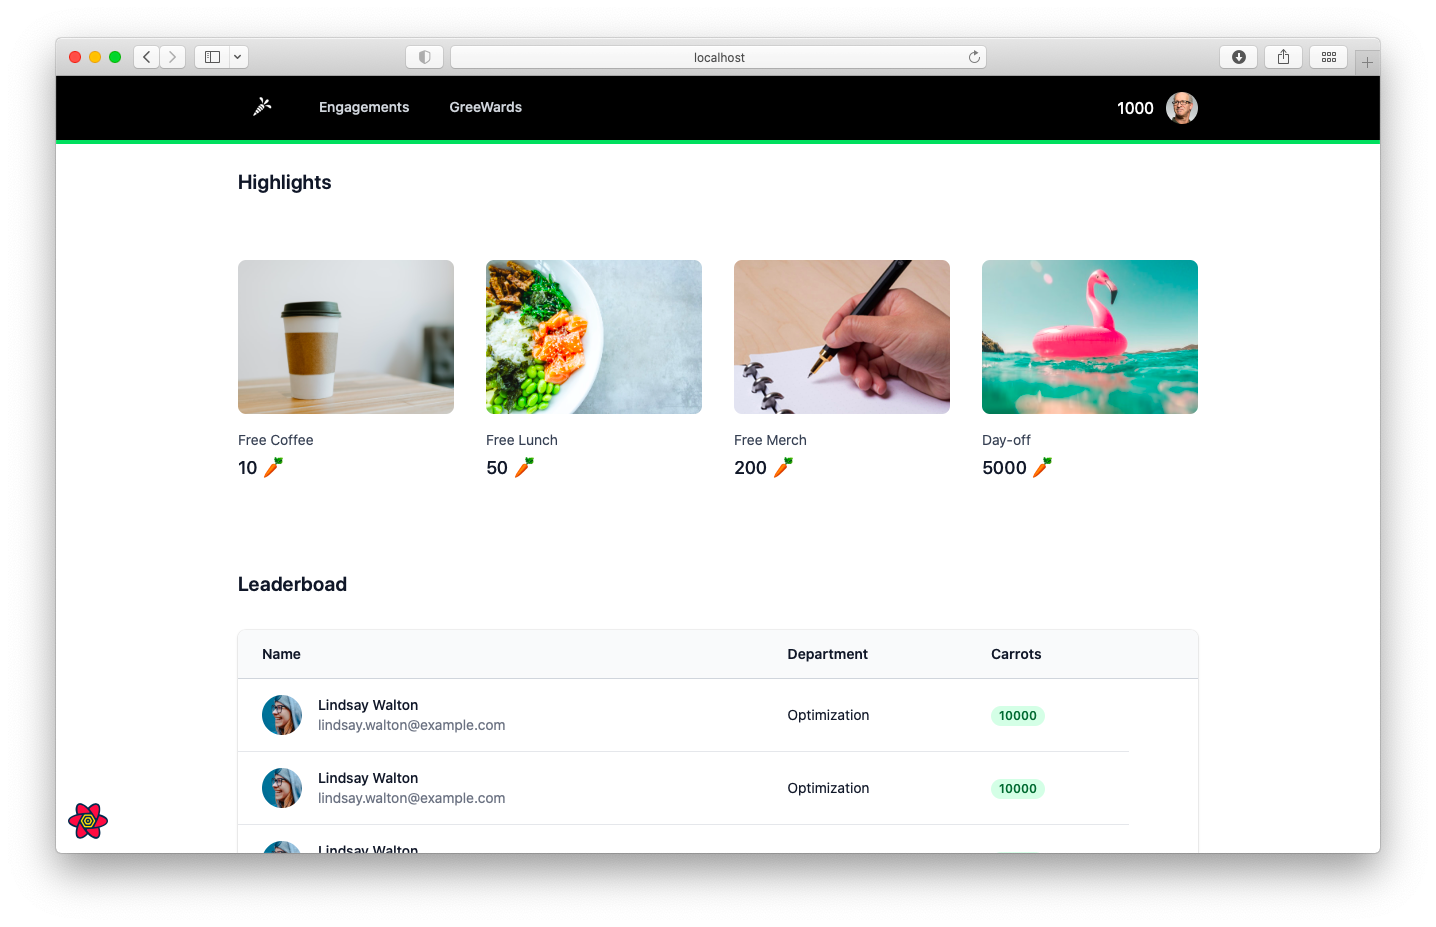 localhost
Engagements GreeWards 1000
Highlights
Free Coffee Free Lunch Free Merch Day-off
10 🥕 50 🥕 200 🥕 5000 🥕
Leaderboad
Name Department Carrots
Lindsay Walton
lindsay.walton@example.com
Optimization 10000
Lindsay Walton
lindsay.walton@example.com
Optimization 10000
Lindsay Walton